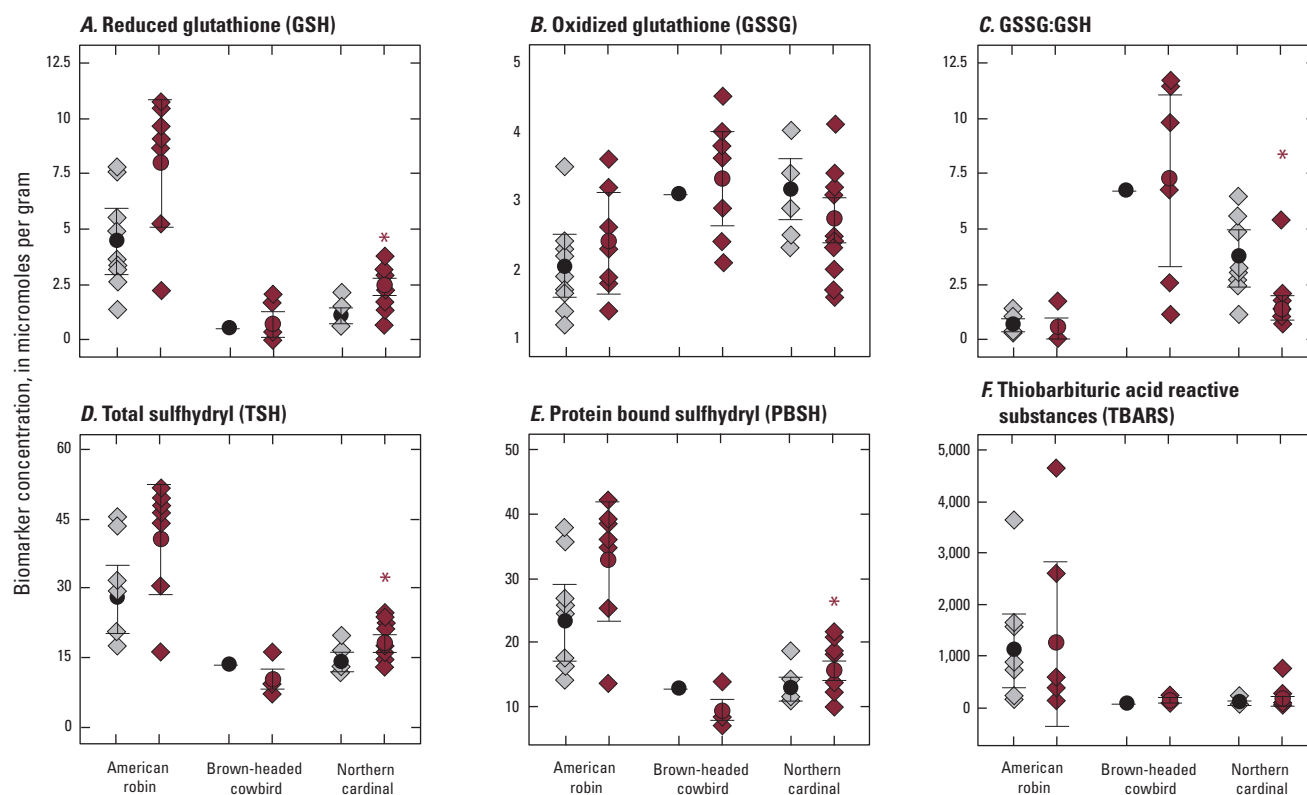 A. Reduced glutathione (GSH)
B. Oxidized glutathione (GSSG)
C. GSSG:GSH
12.5
10
7.5
5
2.5
0
5
4
3
2
1
12.5
10
7.5
5
2.5
0
*
*
D. Total sulfhydryl (TSH)
E. Protein bound sulfhydryl (PBSH)
F. Thiobarbituric acid reactive
substances (TBARS)
60
45
30
15
0
50
40
30
20
10
5,000
4,000
3,000
2,000
1,000
0
*
*
Biomarker concentration, in micromoles per gram
American
robin
Brown-headed
cowbird
Northern
cardinal
American
robin
Brown-headed
cowbird
Northern
cardinal
American
robin
Brown-headed
cowbird
Northern
cardinal